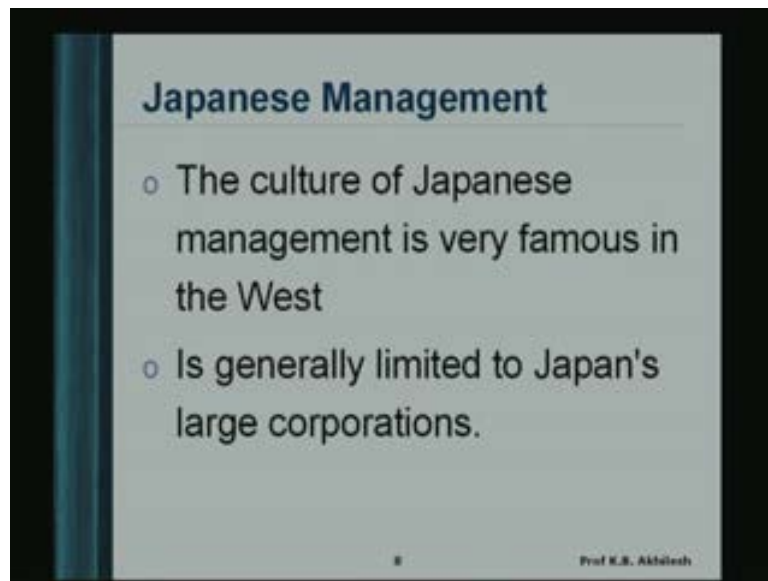 Japanese Management
o The culture of Japanese
management is very famous in
the West
o Is generally limited to Japan's
large corporations.
8 Prof K.B. Akhilesh